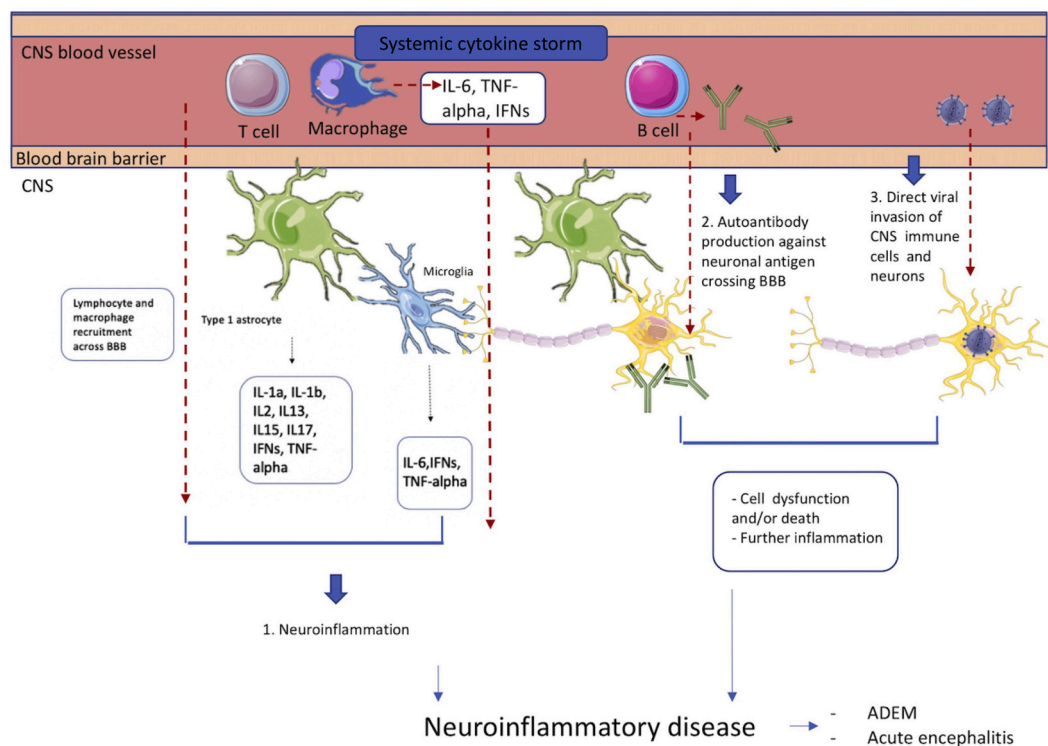 Systemic cytokine storm
CNS blood vessel
T cell
Macrophage
IL-6, TNF-
alpha, IFNs
B cell
Blood brain barrier
CNS
Lymphocyte and
macrophage
recruitment
across BBB
Type 1 astrocyte
Microglia
IL-1a, IL-1b,
IL2, IL13,
IL15, IL17,
IFNs, TNF-
alpha
IL-6,IFNs,
TNF-alpha
2. Autoantibody
production against
neuronal antigen
crossing BBB
3. Direct viral
invasion of
CNS immune
cells and
neurons
- Cell dysfunction
and/or death
- Further inflammation
1. Neuroinflammation
Neuroinflammatory disease
- ADEM
- Acute encephalitis